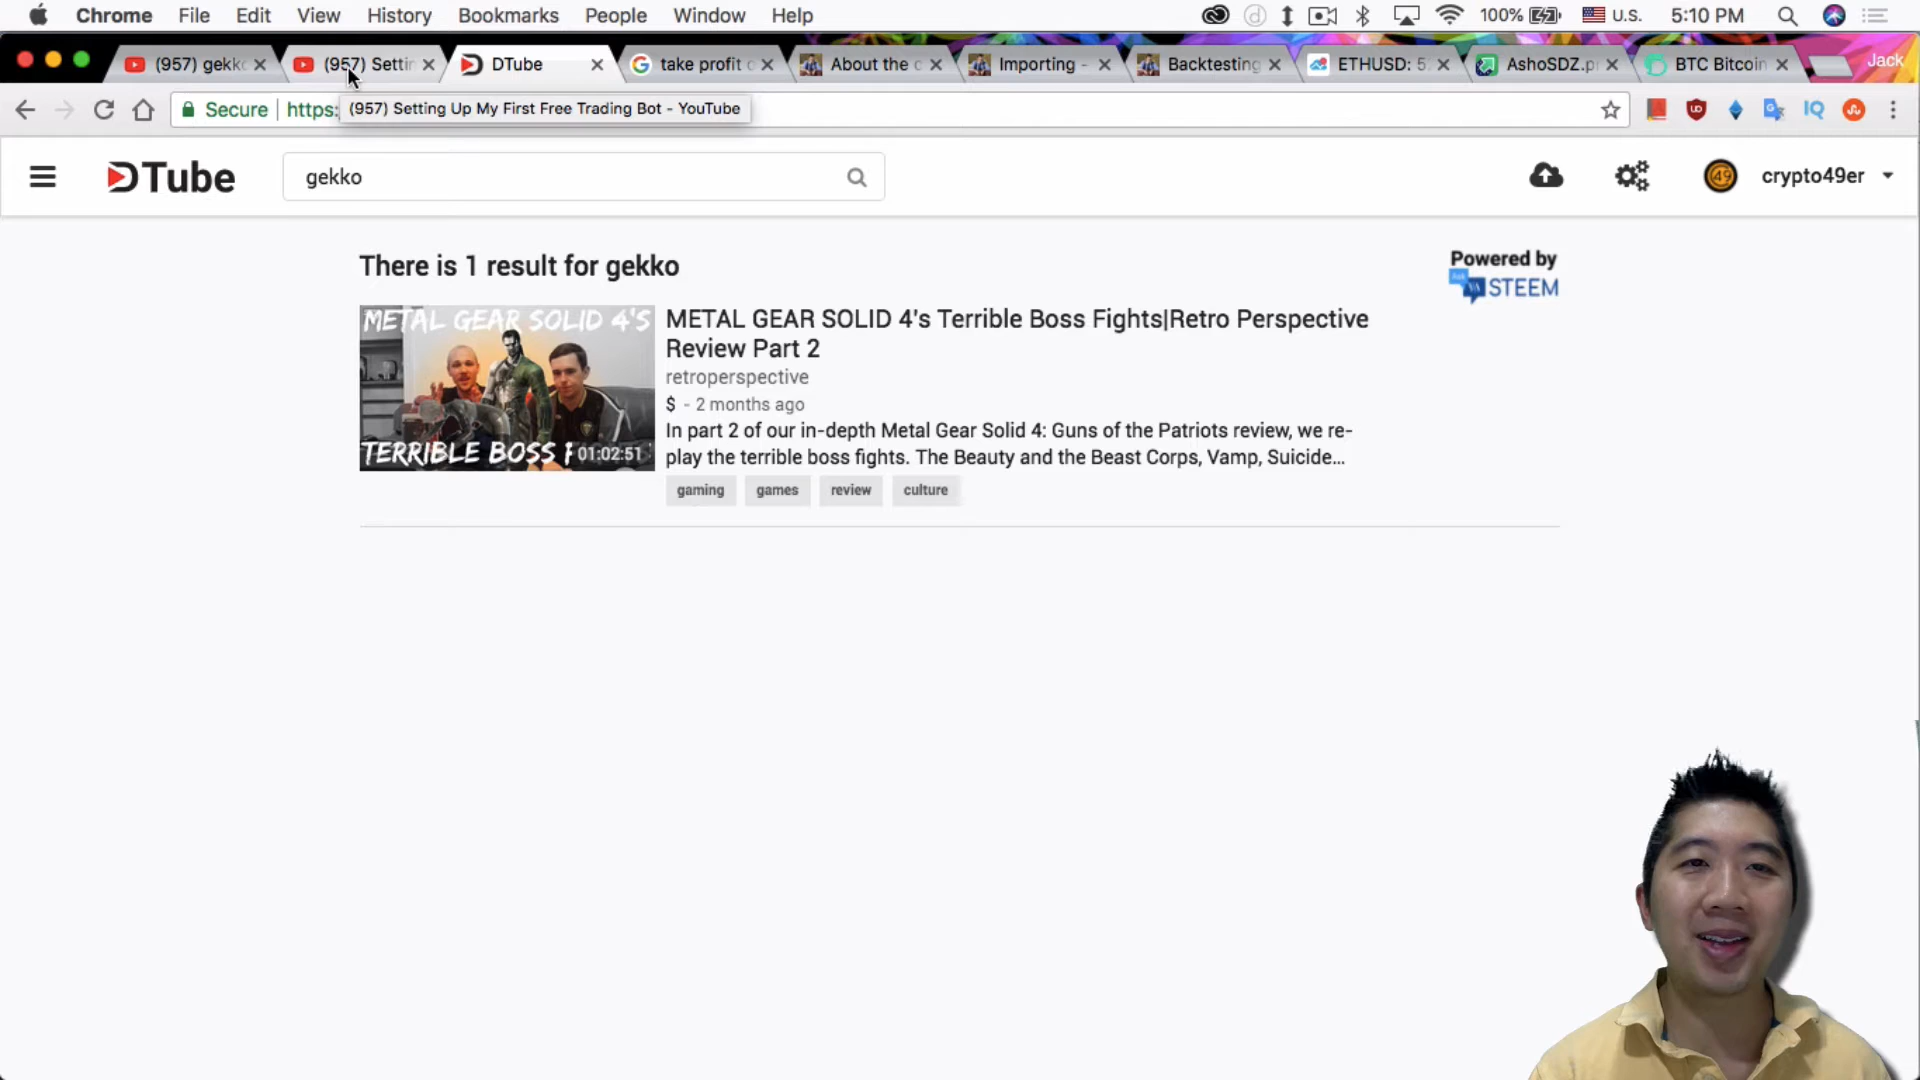 Chrome File Edit View History Bookmarks People Window Help
100% U.S. 5:10 PM
(957) gekk
(957) Settin
DTube
take profit
About the
Importing -
Backtesting
ETHUSD: 5
AshoSDZ.p
BTC Bitcoin
Jack
Secure https:
(957) Setting Up My First Free Trading Bot - YouTube
UD
IQ
DTube
gekko
49
crypto49er
There is 1 result for gekko
Powered by
STEEM
METAL GEAR SOLID 4'S
TERRIBLE BOSS F
01:02:51
METAL GEAR SOLID 4's Terrible Boss Fights|Retro Perspective
Review Part 2
retroperspective
$ - 2 months ago
In part 2 of our in-depth Metal Gear Solid 4: Guns of the Patriots review, we re-
play the terrible boss fights. The Beauty and the Beast Corps, Vamp, Suicide...
gaming games review culture